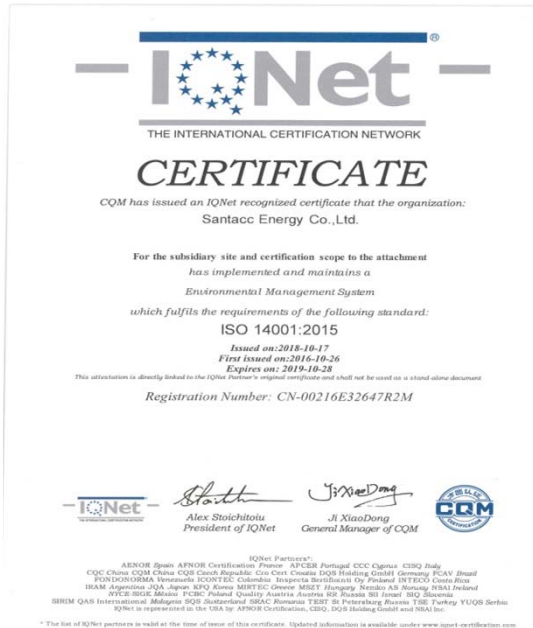 IQNet®
THE INTERNATIONAL CERTIFICATION NETWORK
CERTIFICATE
CQM has issued an IQNet recognized certificate that the organization:
Santacc Energy Co.,Ltd.
For the subsidiary site and certification scope to the attachment
has implemented and maintains a
Environmental Management System
which fulfils the requirements of the following standard:
ISO 14001:2015
Issued on:2018-10-17
First issued on:2016-10-26
Expires on: 2019-10-28
This attestation is directly linked to the IQNet Partner's original certificate and shall not be used as a stand-alone document
Registration Number: CN-00216E32647R2M
IQNet
THE INTERNATIONAL CERTIFICATION NETWORK
Ji XiaoDong
Alex Stoichitoiu
President of IQNet
Ji XiaoDong
General Manager of CQM
CQM
CERTIFICATION
IQNet Partners*:
AENOR Spain AFNOR Certification France APCER Portugal CCC Cyprus CISQ Italy
CQC China CQM China CQS Czech Republic Cro Cert Croatia DQS Holding GmbH Germany FCAV Brazil
FONDONORMA Venezuela ICONTEC Colombia Inspecta Sertifiointi Oy Finland INTECO Costa Rica
IRAM Argentina JQA Japan KFQ Korea MIRTEC Greece MSZT Hungary Nemko AS Norway NSAI Ireland
NYCE-SIGE México PCBC Poland Quality Austria Austria RR Russia SII Israel SIQ Slovenia
SIRIM QAS International Malaysia SQS Switzerland SRAC Romania TEST St Petersburg Russia TSE Turkey YUQS Serbia
IQNet is represented in the USA by AFNOR Certification, CISQ, DQS Holding GmbH and NSAI Inc.
* The list of IQNet partners is valid at the time of issue of this certificate. Updated information is available under www.iqnet-certification.com